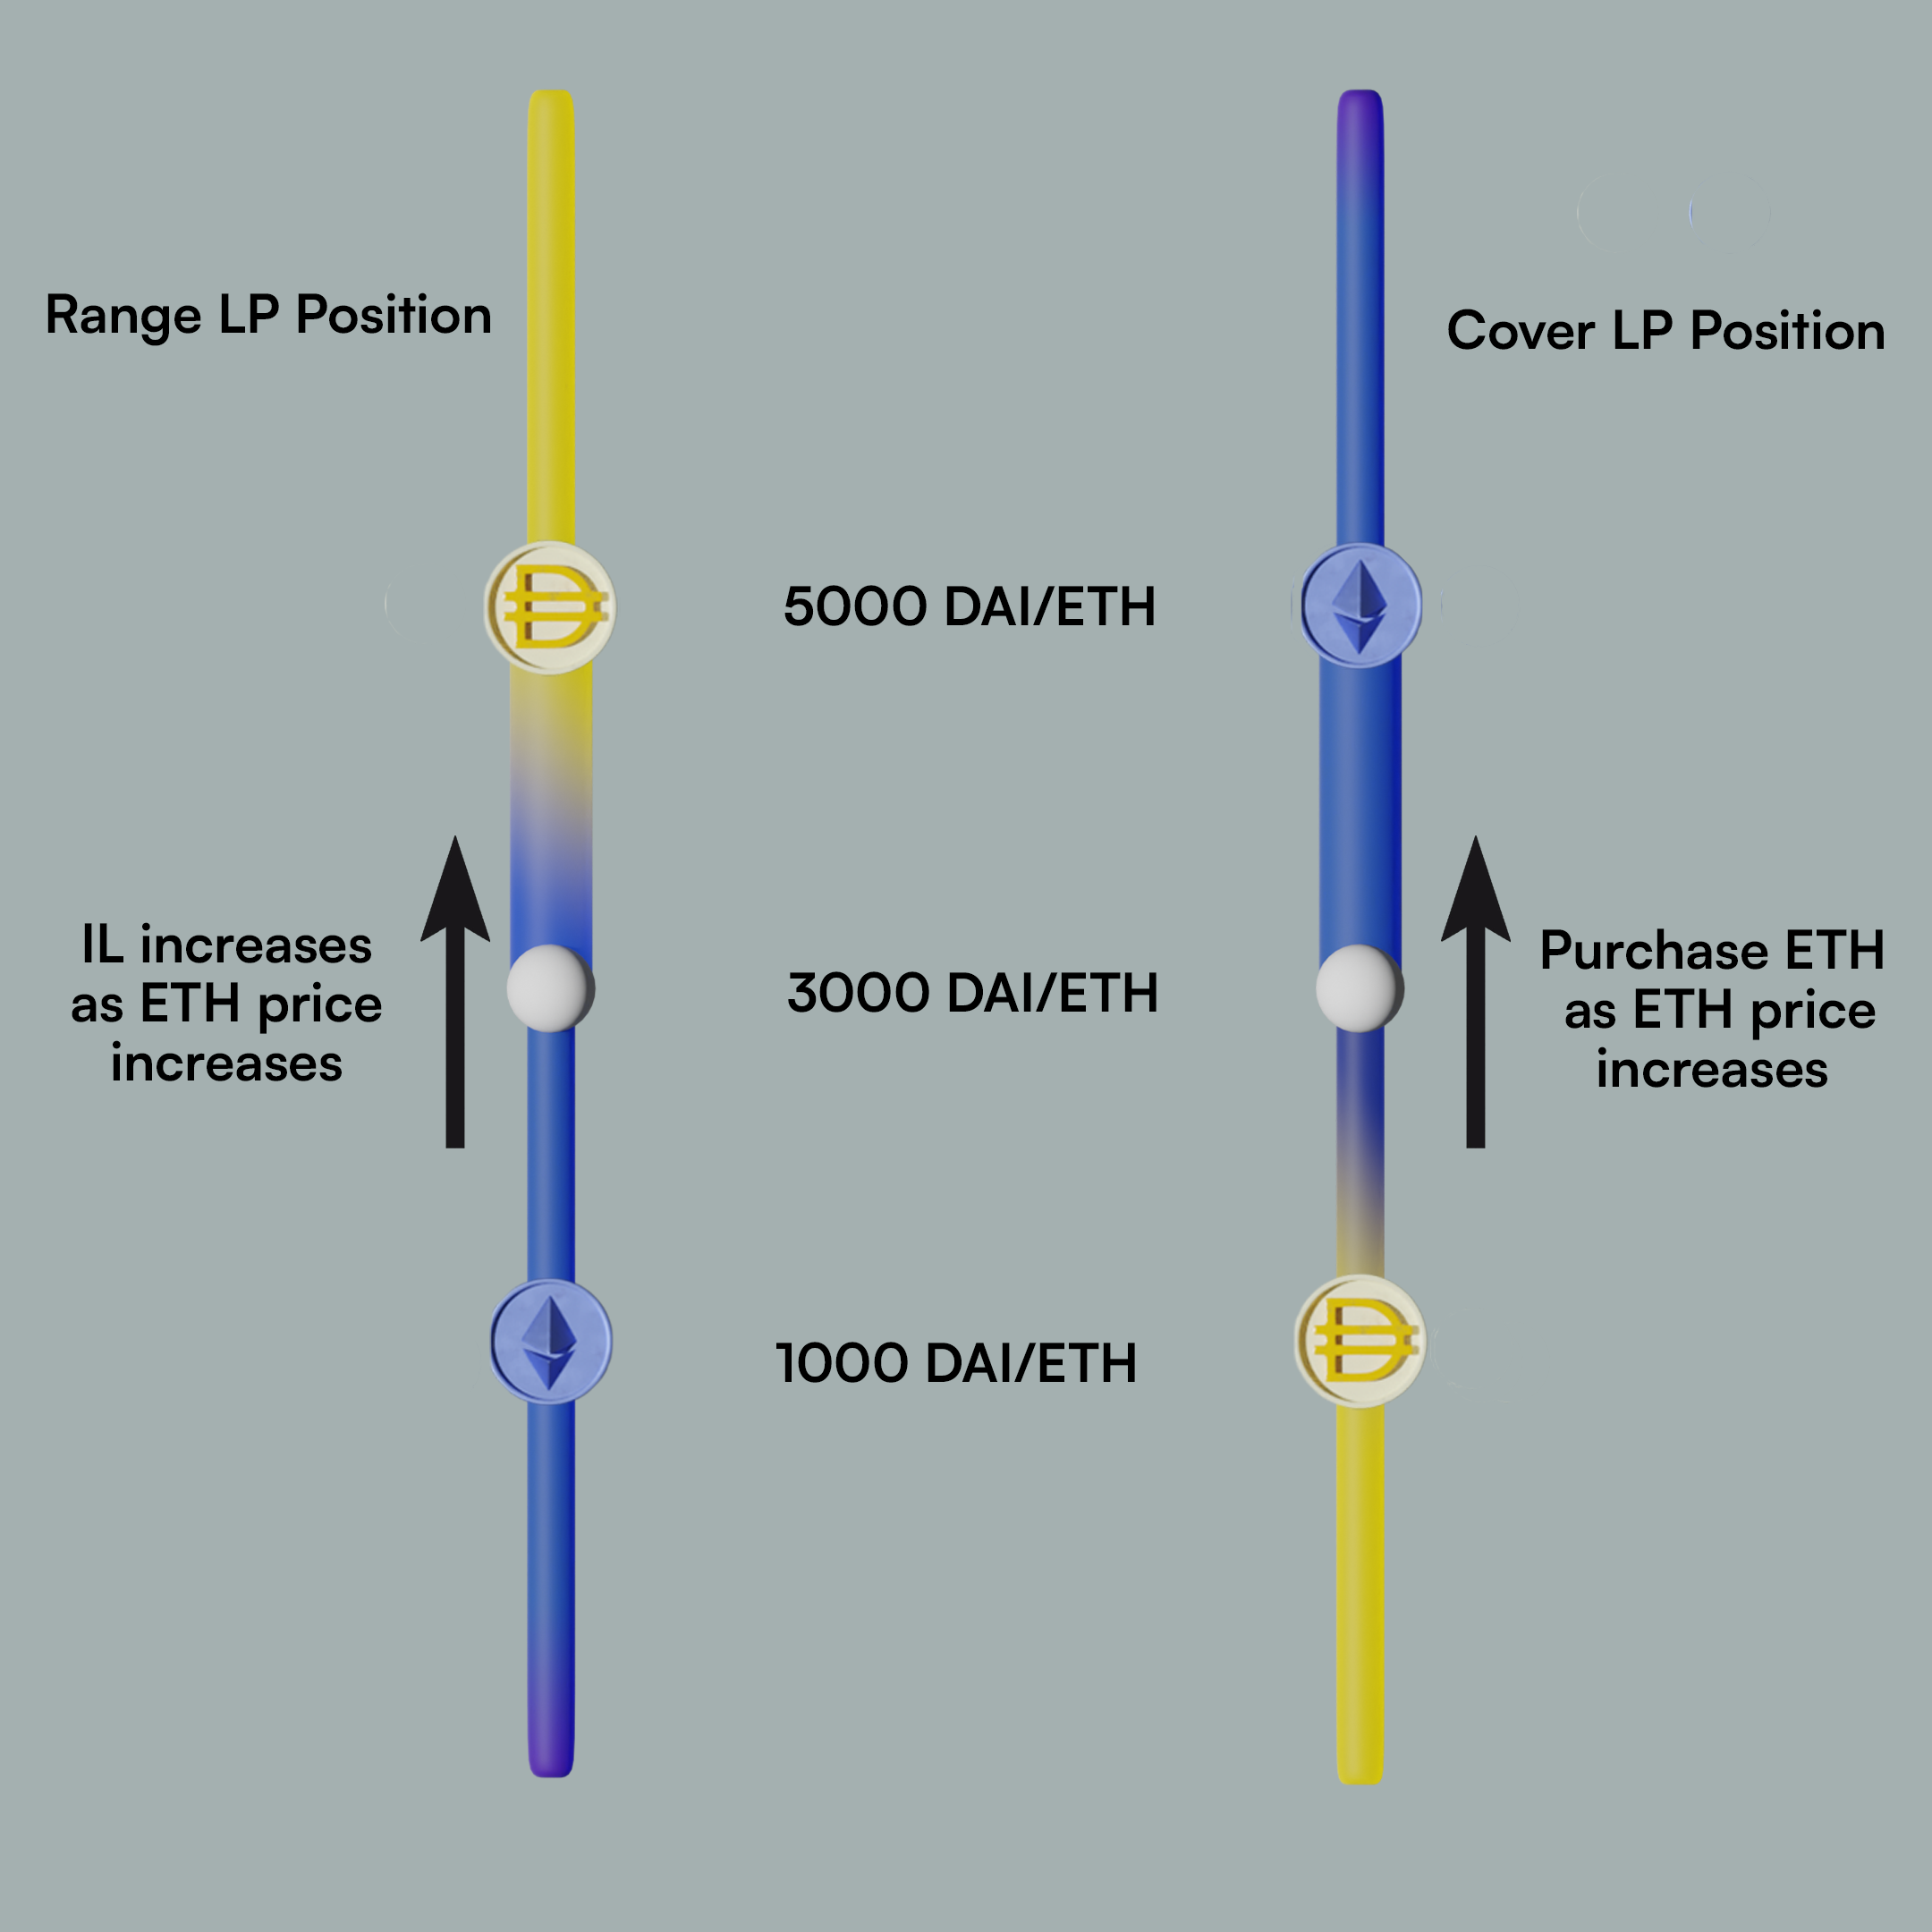 Range LP Position
Cover LP Position
5000 DAI/ETH
IL increases
as ETH price
increases
3000 DAI/ETH
Purchase ETH
as ETH price
increases
1000 DAI/ETH